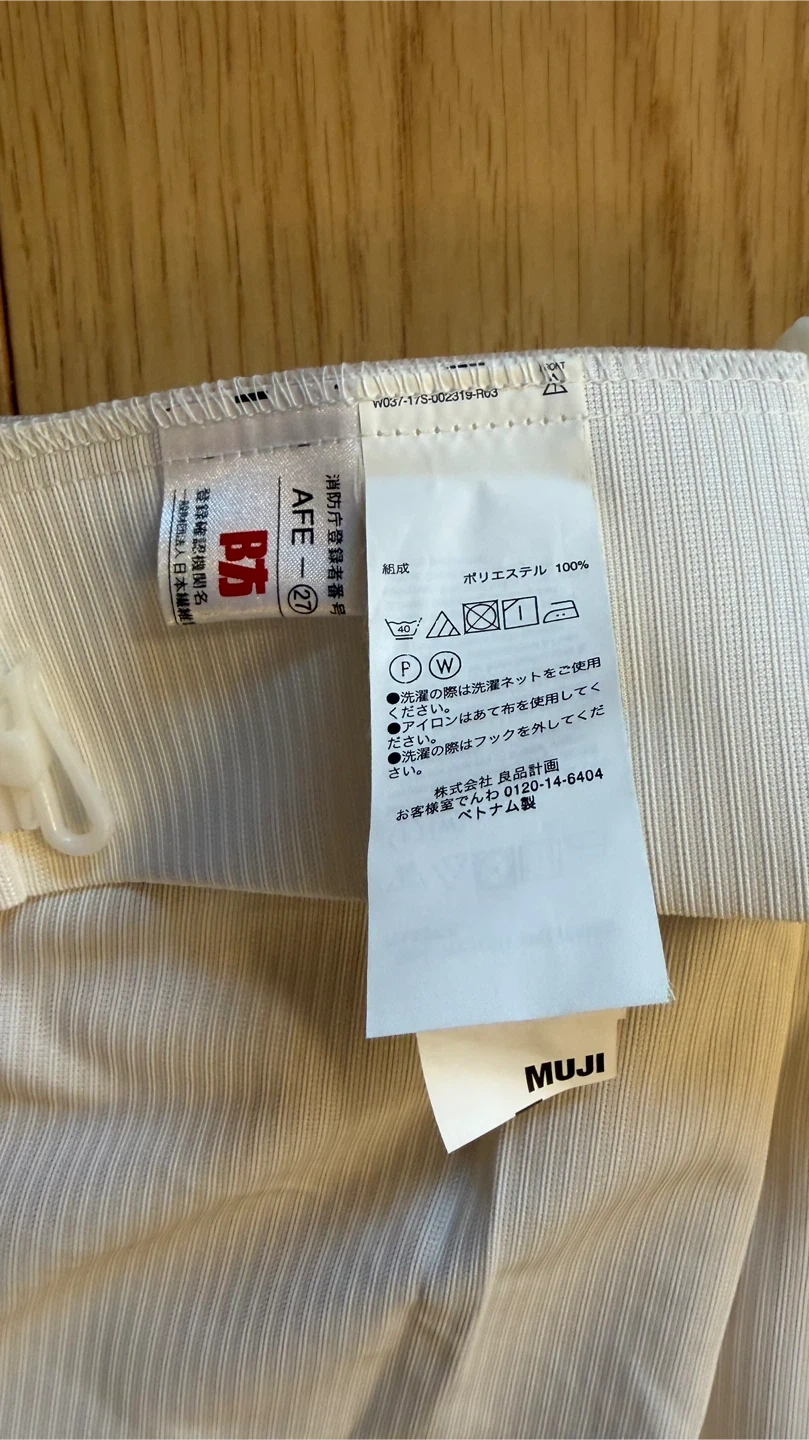 W037-17S-002319-R03
組成
ポリエステル 100%
40
P W
●洗濯の際は洗濯ネットをご使用
ください。
●アイロンはあて布を使用してく
ださい。
●洗濯の際はフックを外してくだ
さい。
株式会社 良品計画
お客様室でんわ 0120-14-6404
ベトナム製
MUJI
消防庁登録者番号
AFE—㉗
防炎
登録確認機関名
一般財団法人 日本繊維